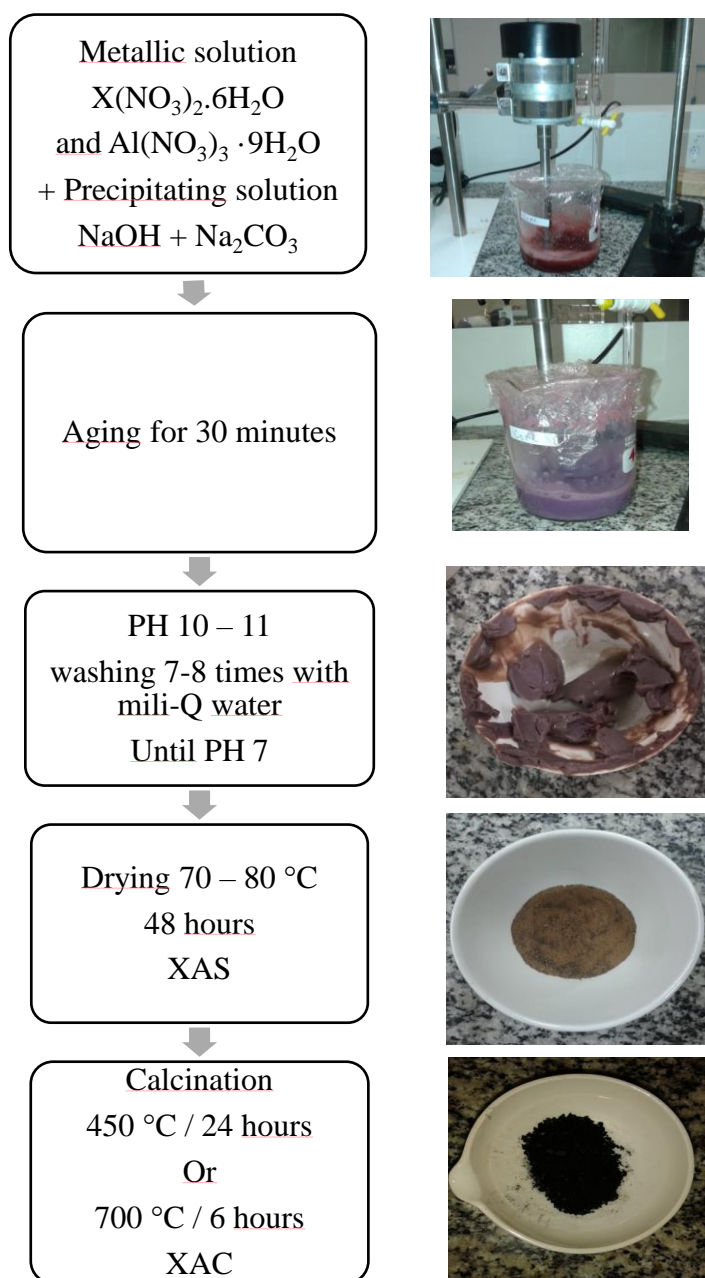 Metallic solution
X(NO₃)₂.6H₂O
and Al(NO₃)₃ ·9H₂O
+ Precipitating solution
NaOH + Na₂CO₃
Aging for 30 minutes
PH 10 – 11
washing 7-8 times with
mili-Q water
Until PH 7
Drying 70 – 80 °C
48 hours
XAS
Calcination
450 °C / 24 hours
Or
700 °C / 6 hours
XAC